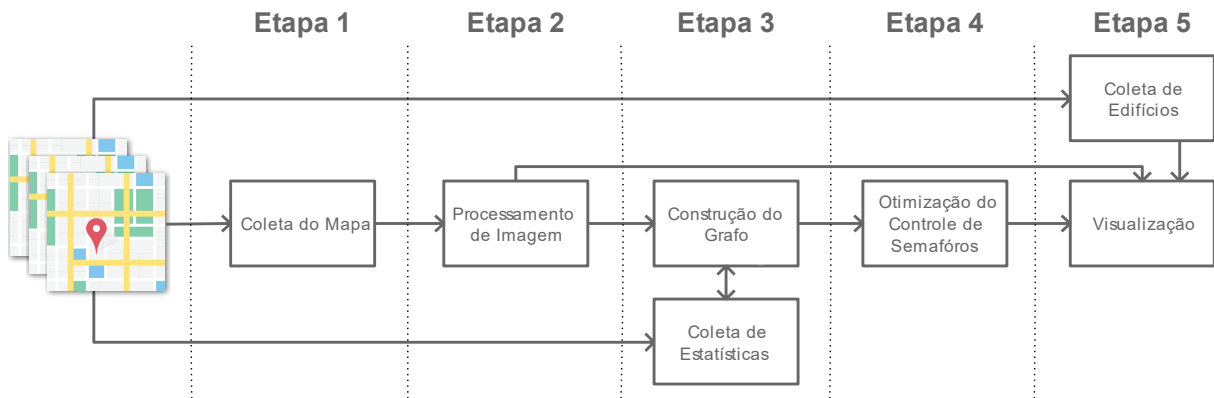 Etapa 1
Etapa 2
Etapa 3
Etapa 4
Etapa 5
Coleta de
Edifícios
Coleta do Mapa
Processamento
de Imagem
Construção do
Grafo
Otimização do
Controle de
Semafóros
Visualização
Coleta de
Estatísticas